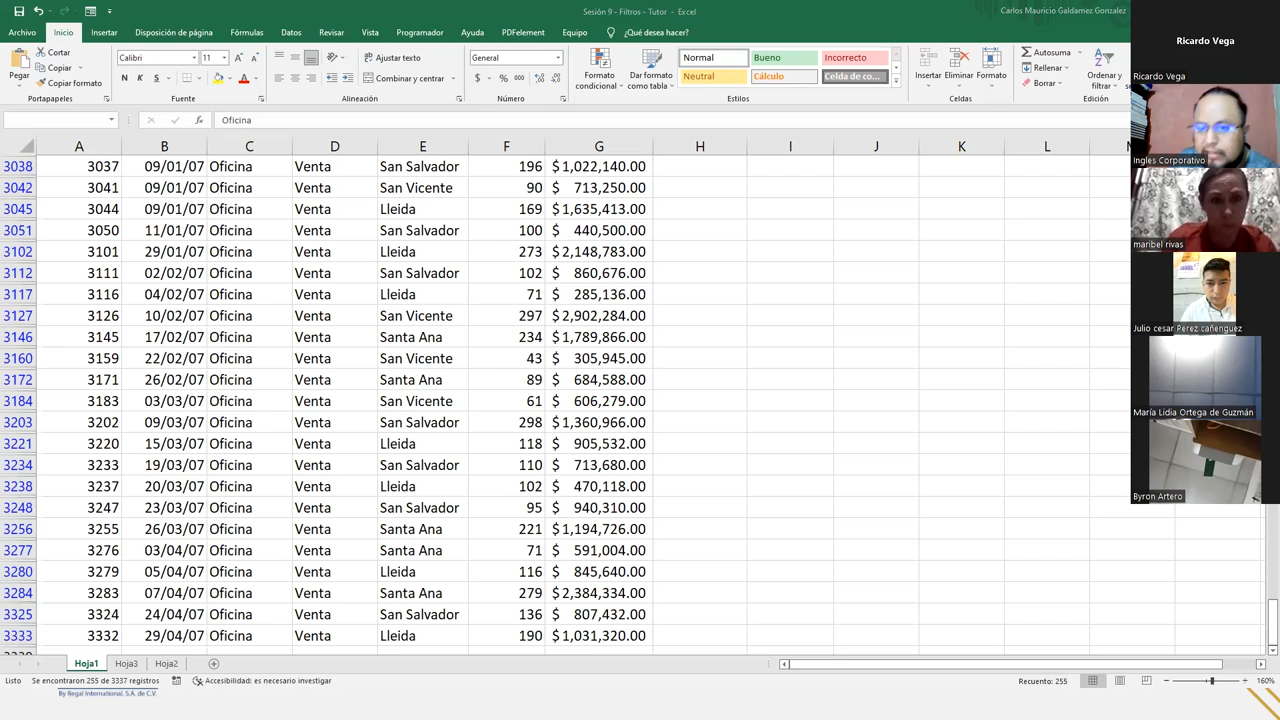 Sesión 9 - Filtros - Tutor - Excel
Carlos Mauricio Galdamez Gonzalez
Archivo Inicio Insertar Disposición de página Fórmulas Datos Revisar Vista Programador Ayuda PDFelement Equipo ¿Qué desea hacer?
Pegar
Cortar
Copiar
Copiar formato
Portapapeles
Calibri 11
N K S
Fuente
Ajustar texto
Combinar y centrar
Alineación
General
$ % 000
Número
Formato condicional
Dar formato como tabla
Normal Bueno Incorrecto
Neutral Cálculo Celda de co...
Estilos
Insertar Eliminar Formato
Celdas
Autosuma
Rellenar
Borrar
Ordenar y filtrar
Edición
fx Oficina
A B C D E F G H I J K L
3038 3037 09/01/07 Oficina Venta San Salvador 196 $ 1,022,140.00
3042 3041 09/01/07 Oficina Venta San Vicente 90 $ 713,250.00
3045 3044 09/01/07 Oficina Venta Lleida 169 $ 1,635,413.00
3051 3050 11/01/07 Oficina Venta San Salvador 100 $ 440,500.00
3102 3101 29/01/07 Oficina Venta Lleida 273 $ 2,148,783.00
3112 3111 02/02/07 Oficina Venta San Salvador 102 $ 860,676.00
3117 3116 04/02/07 Oficina Venta Lleida 71 $ 285,136.00
3127 3126 10/02/07 Oficina Venta San Vicente 297 $ 2,902,284.00
3146 3145 17/02/07 Oficina Venta Santa Ana 234 $ 1,789,866.00
3160 3159 22/02/07 Oficina Venta San Vicente 43 $ 305,945.00
3172 3171 26/02/07 Oficina Venta Santa Ana 89 $ 684,588.00
3184 3183 03/03/07 Oficina Venta San Vicente 61 $ 606,279.00
3203 3202 09/03/07 Oficina Venta San Salvador 298 $ 1,360,966.00
3221 3220 15/03/07 Oficina Venta Lleida 118 $ 905,532.00
3234 3233 19/03/07 Oficina Venta San Salvador 110 $ 713,680.00
3238 3237 20/03/07 Oficina Venta Lleida 102 $ 470,118.00
3248 3247 23/03/07 Oficina Venta San Salvador 95 $ 940,310.00
3256 3255 26/03/07 Oficina Venta Santa Ana 221 $ 1,194,726.00
3277 3276 03/04/07 Oficina Venta Santa Ana 71 $ 591,004.00
3280 3279 05/04/07 Oficina Venta Lleida 116 $ 845,640.00
3284 3283 07/04/07 Oficina Venta Santa Ana 279 $ 2,384,334.00
3325 3324 24/04/07 Oficina Venta San Salvador 136 $ 807,432.00
3333 3332 29/04/07 Oficina Venta Lleida 190 $ 1,031,320.00
Hoja1 Hoja3 Hoja2
Listo Se encontraron 255 de 3337 registros Accesibilidad: es necesario investigar Recuento: 255 160%
By Regal International, S.A. de C.V.
Ricardo Vega
Ricardo Vega
Ingles Corporativo
maribel rivas
Julio cesar Pérez cañenguez
María Lidia Ortega de Guzmán
Byron Artero